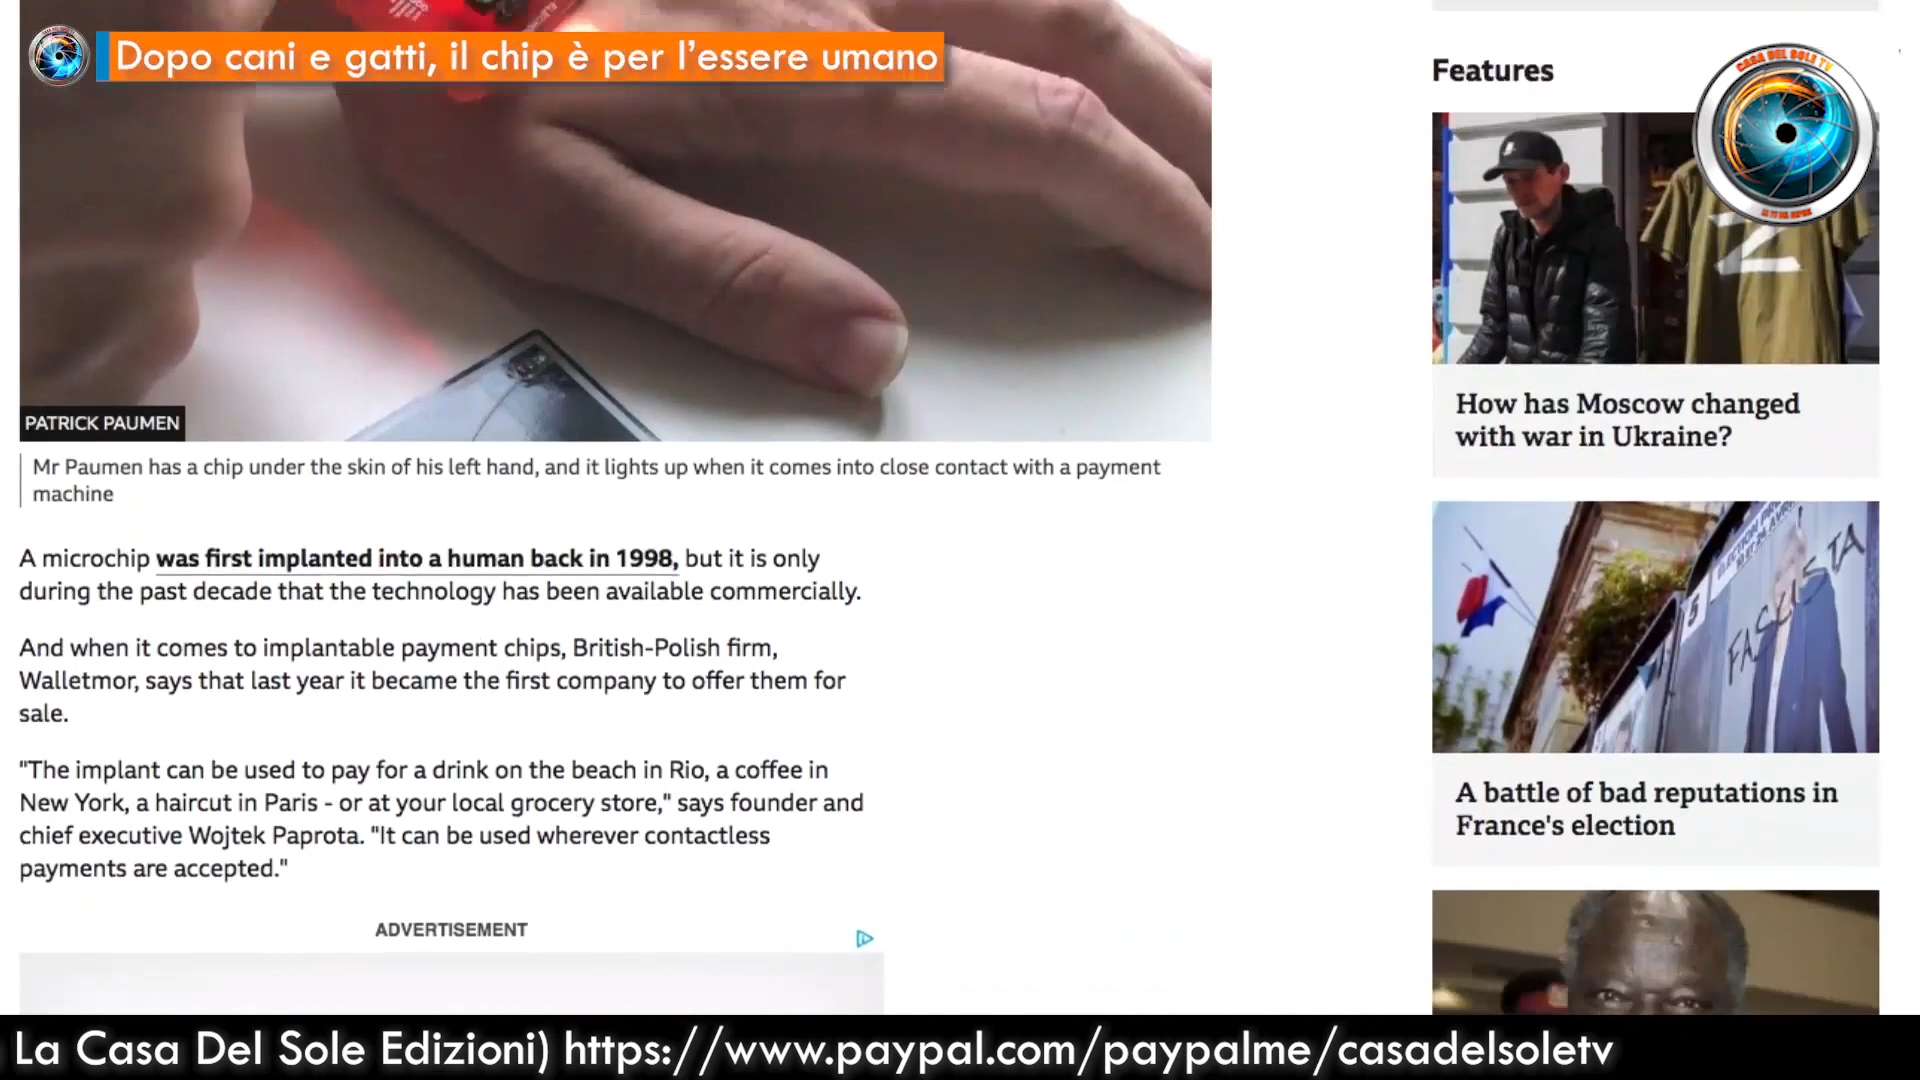 Dopo cani e gatti, il chip è per l'essere umano
CASA DEL SOLE TV
Features
Z
PATRICK PAUMEN
Mr Paumen has a chip under the skin of his left hand, and it lights up when it comes into close contact with a payment
machine
How has Moscow changed
with war in Ukraine?
A microchip was first implanted into a human back in 1998, but it is only
during the past decade that the technology has been available commercially.
And when it comes to implantable payment chips, British-Polish firm,
Walletmor, says that last year it became the first company to offer them for
sale.
5
FASCISTA
"The implant can be used to pay for a drink on the beach in Rio, a coffee in
New York, a haircut in Paris - or at your local grocery store," says founder and
chief executive Wojtek Paprota. "It can be used wherever contactless
payments are accepted."
A battle of bad reputations in
France's election
ADVERTISEMENT
La Casa Del Sole Edizioni) https://www.paypal.com/paypalme/casadelsoletv